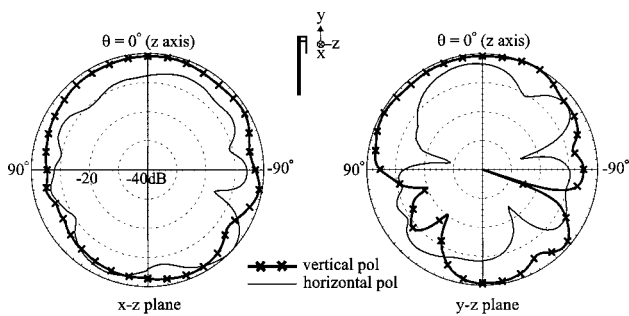 y
-z
x
θ = 0° (z axis)
θ = 0° (z axis)
90°
-20
-40dB
-90°
90°
-90°
vertical pol
horizontal pol
x-z plane
y-z plane